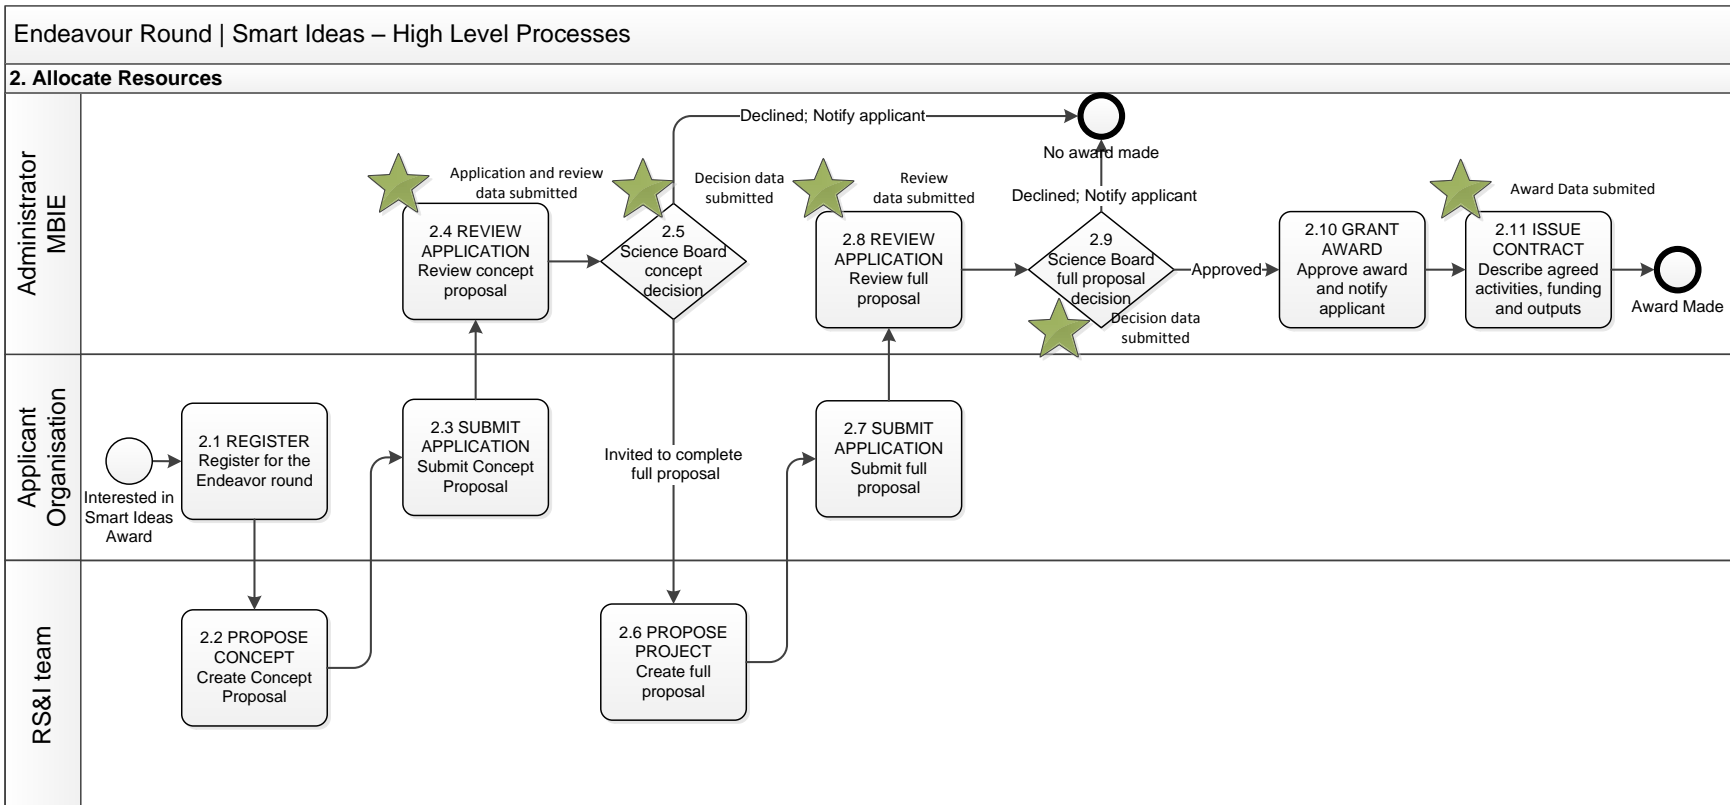 Endeavour Round | Smart Ideas – High Level Processes
2. Allocate Resources
Administrator
MBIE
Declined; Notify applicant
No award made
Application and review
data submitted
2.4 REVIEW
APPLICATION
Review concept
proposal
Decision data
submitted
2.5
Science Board
concept
decision
Review
data submitted
2.8 REVIEW
APPLICATION
Review full
proposal
Declined; Notify applicant
2.9
Science Board
full proposal
decision
Decision data
submitted
Approved
2.10 GRANT
AWARD
Approve award
and notify
applicant
Award Data submited
2.11 ISSUE
CONTRACT
Describe agreed
activities, funding
and outputs
Award Made
Applicant
Organisation
Interested in
Smart Ideas
Award
2.1 REGISTER
Register for the
Endeavor round
2.3 SUBMIT
APPLICATION
Submit Concept
Proposal
Invited to complete
full proposal
2.7 SUBMIT
APPLICATION
Submit full
proposal
RS&I team
2.2 PROPOSE
CONCEPT
Create Concept
Proposal
2.6 PROPOSE
PROJECT
Create full
proposal